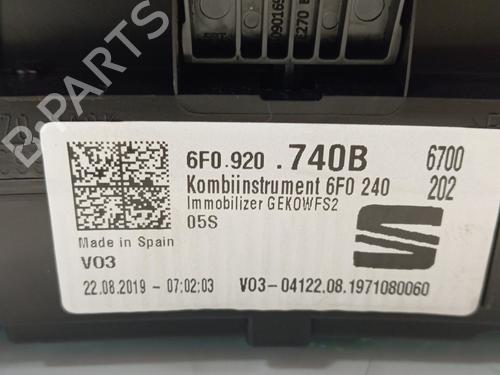 6F0.920 .740B 6700
Kombiinstrument 6F0 240 202
Immobilizer GEKOWFS2
05S
Made in Spain
V03
22.08.2019 - 07:02:03 V03-04122.08.1971080060
B-PARTS